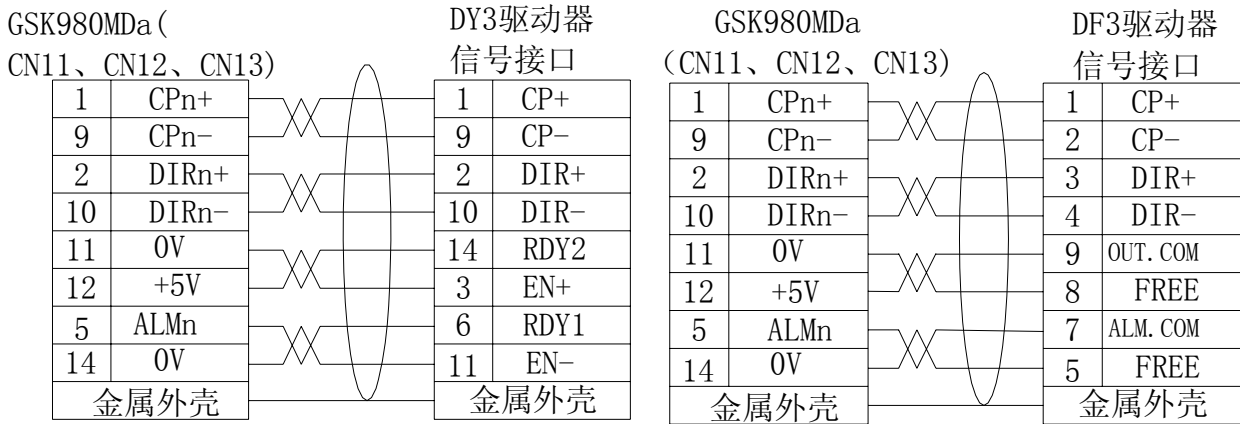 GSK980MDa(
CN11、CN12、CN13)
DY3驱动器
信号接口
1 CPn+ 1 CP+
9 CPn- 9 CP-
2 DIRn+ 2 DIR+
10 DIRn- 10 DIR-
11 0V 14 RDY2
12 +5V 3 EN+
5 ALMn 6 RDY1
14 0V 11 EN-
金属外壳 金属外壳
GSK980MDa
(CN11、CN12、CN13)
DF3驱动器
信号接口
1 CPn+ 1 CP+
9 CPn- 2 CP-
2 DIRn+ 3 DIR+
10 DIRn- 4 DIR-
11 0V 9 OUT.COM
12 +5V 8 FREE
5 ALMn 7 ALM.COM
14 0V 5 FREE
金属外壳 金属外壳